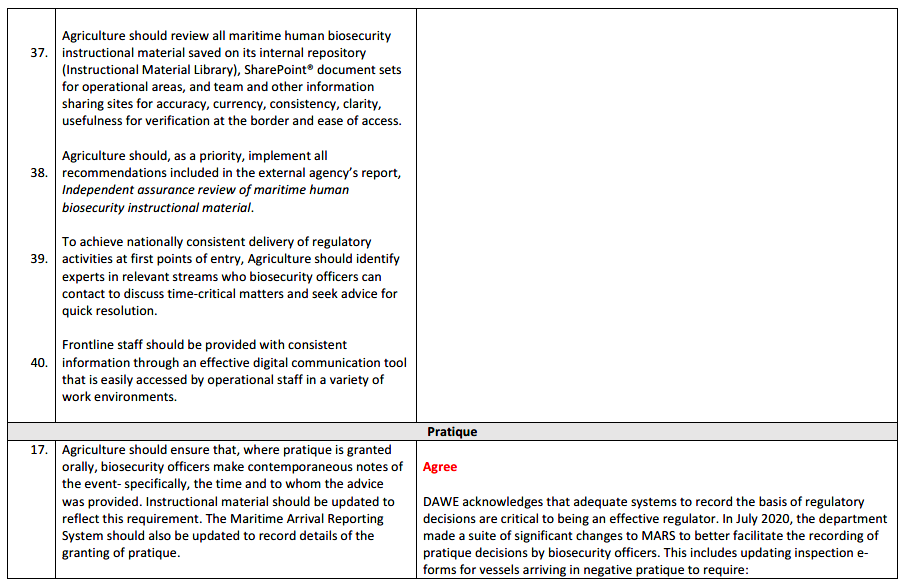 Agriculture should review all maritime human biosecurity
37. instructional material saved on its internal repository
(Instructional Material Library), SharePoint® document sets
for operational areas, and team and other information
sharing sites for accuracy, currency, consistency, clarity,
usefulness for verification at the border and ease of access.
Agriculture should, as a priority, implement all
38. recommendations included in the external agency's report,
Independent assurance review of maritime human
biosecurity instructional material.
To achieve nationally consistent delivery of regulatory
39. activities at first points of entry, Agriculture should identify
experts in relevant streams who biosecurity officers can
contact to discuss time-critical matters and seek advice for
quick resolution.
Frontline staff should be provided with consistent
40. information through an effective digital communication tool
that is easily accessed by operational staff in a variety of
work environments.
Pratique
17. Agriculture should ensure that, where pratique is granted
orally, biosecurity officers make contemporaneous notes of
the event- specifically, the time and to whom the advice
was provided. Instructional material should be updated to
reflect this requirement. The Maritime Arrival Reporting
System should also be updated to record details of the
granting of pratique.
Agree
DAWE acknowledges that adequate systems to record the basis of regulatory
decisions are critical to being an effective regulator. In July 2020, the department
made a suite of significant changes to MARS to better facilitate the recording of
pratique decisions by biosecurity officers. This includes updating inspection e-
forms for vessels arriving in negative pratique to require: